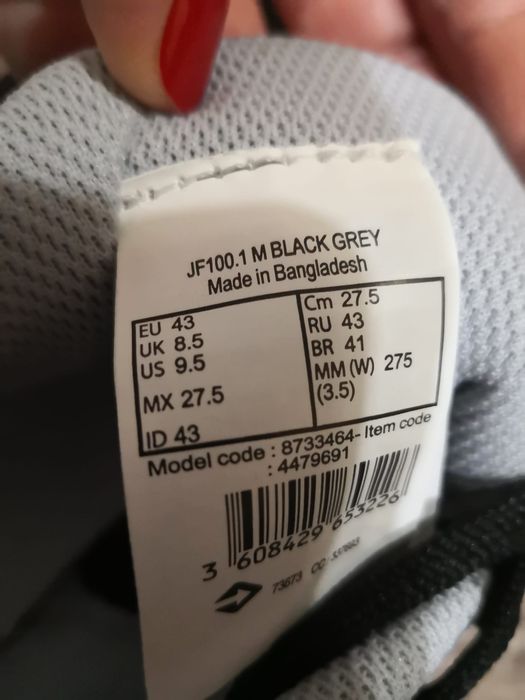 JF100.1 M BLACK GREY
Made in Bangladesh
EU 43
UK 8.5
US 9.5
MX 27.5
ID 43
Cm 27.5
RU 43
BR 41
MM (W) 275
(3.5)
Model code : 8733464- Item code
: 4479691
3 608429 653226
73673 CC: